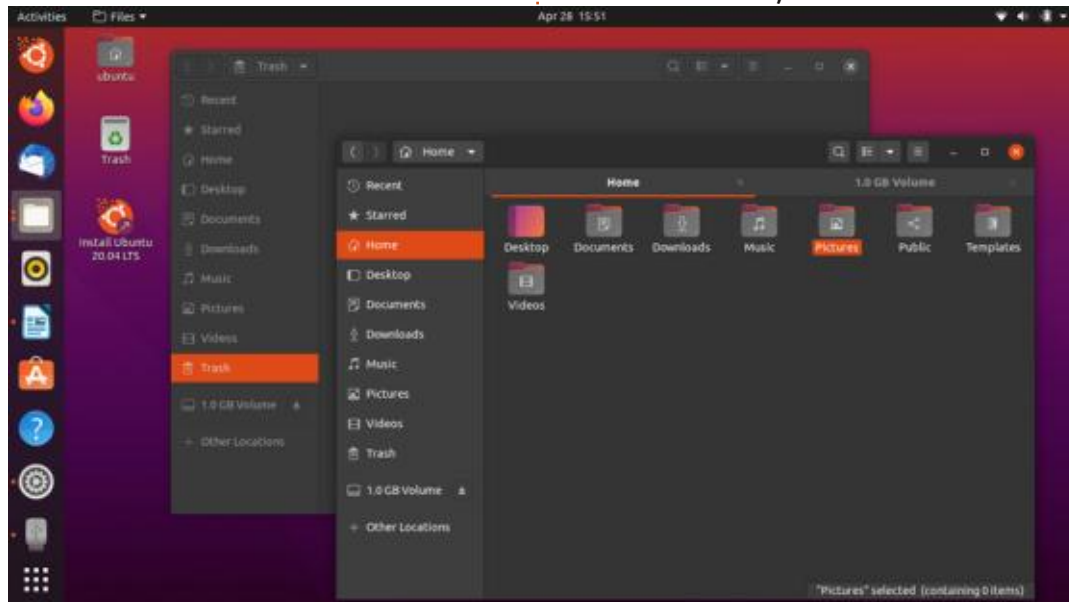 Activities Files Apr 28 15:51
ubuntu
Trash
Install Ubuntu
20.04 LTS
Trash
Recent
Starred
Home
Desktop
Documents
Downloads
Music
Pictures
Videos
Trash
1.0 GB Volume
Other Locations
Home
Recent
Starred
Home
Desktop
Documents
Downloads
Music
Pictures
Videos
Trash
1.0 GB Volume
Other Locations
Home 1.0 GB Volume
Desktop Documents Downloads Music Pictures Public Templates
Videos
"Pictures" selected (containing 0 items)